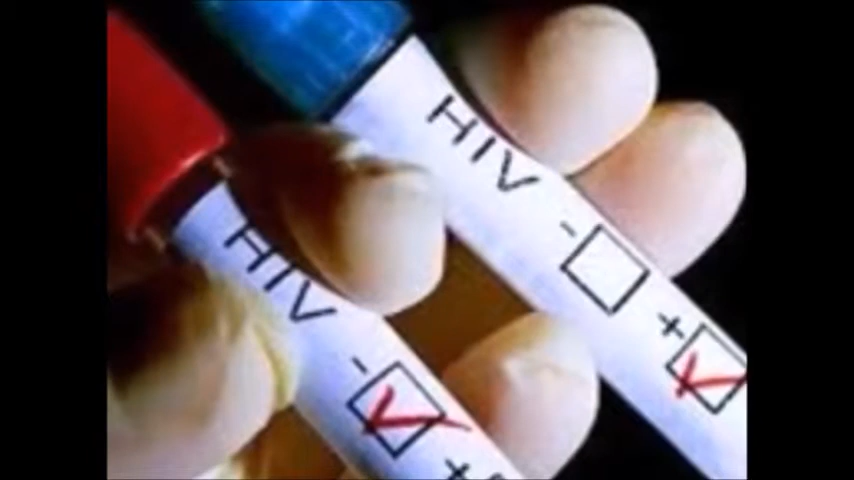 HIV
- ☐
+ ☑
HIV
- ☑
+